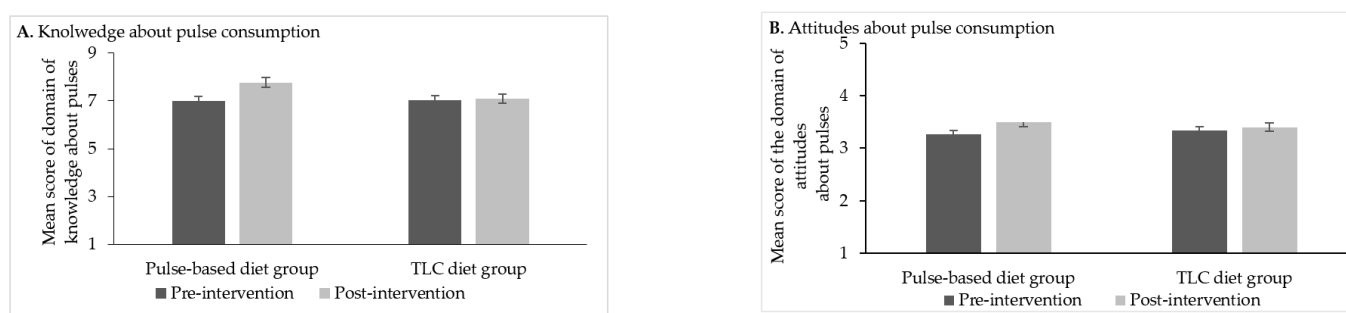 A. Knolwedge about pulse consumption
Mean score of domain of
knowledge about pulses
9
7
5
3
1
Pulse-based diet group
TLC diet group
Pre-intervention
Post-intervention
B. Attitudes about pulse consumption
Mean score of the domain of
attitudes
about pulses
5
4
3
2
1
Pulse-based diet group
TLC diet group
Pre-intervention
Post-intervention